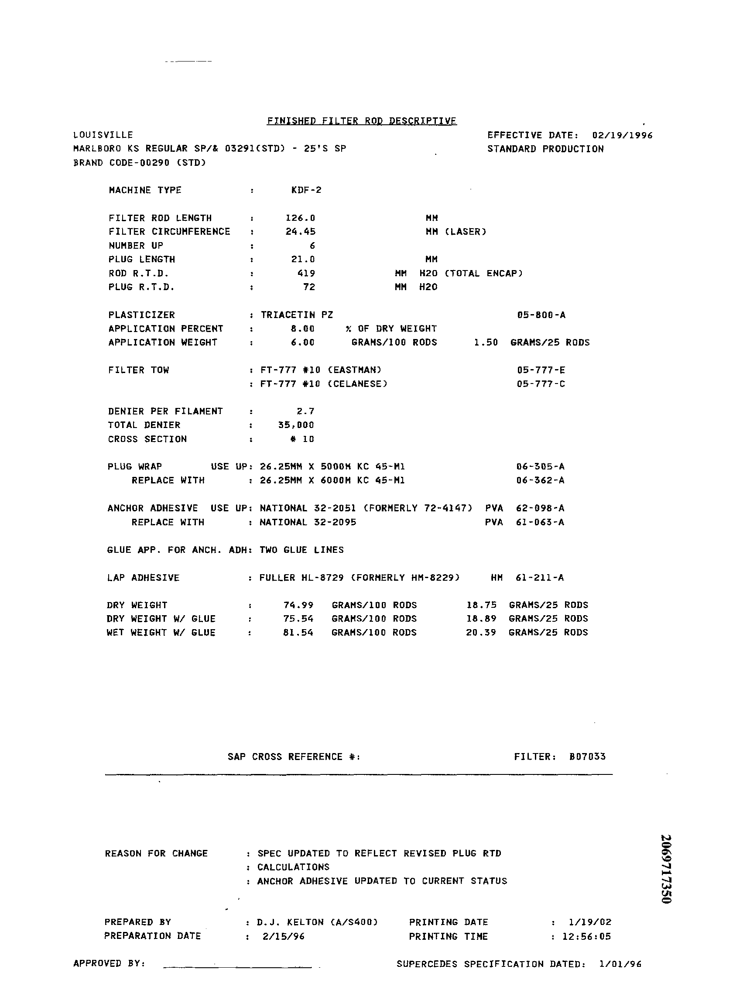 FINISHED FILTER ROD DESCRIPTIVE
LOUISVILLE EFFECTIVE DATE: 02/19/1996
MARLBORO KS REGULAR SP/& 03291(STD) - 25'S SP STANDARD PRODUCTION
BRAND CODE-00290 (STD)
MACHINE TYPE : KDF-2
FILTER ROD LENGTH : 126.0 MM
FILTER CIRCUMFERENCE : 24.45 MM (LASER)
NUMBER UP : 6
PLUG LENGTH : 21.0 MM
ROD R.T.D. : 419 MM H2O (TOTAL ENCAP)
PLUG R.T.D. : 72 MM H2O
PLASTICIZER : TRIACETIN PZ 05-800-A
APPLICATION PERCENT : 8.00 % OF DRY WEIGHT
APPLICATION WEIGHT : 6.00 GRAMS/100 RODS 1.50 GRAMS/25 RODS
FILTER TOW : FT-777 #10 (EASTMAN) 05-777-E
: FT-777 #10 (CELANESE) 05-777-C
DENIER PER FILAMENT : 2.7
TOTAL DENIER : 35,000
CROSS SECTION : # 10
PLUG WRAP USE UP: 26.25MM X 5000M KC 45-M1 06-305-A
REPLACE WITH : 26.25MM X 6000M KC 45-M1 06-362-A
ANCHOR ADHESIVE USE UP: NATIONAL 32-2051 (FORMERLY 72-4147) PVA 62-098-A
REPLACE WITH : NATIONAL 32-2095 PVA 61-063-A
GLUE APP. FOR ANCH. ADH: TWO GLUE LINES
LAP ADHESIVE : FULLER HL-8729 (FORMERLY HM-8229) HM 61-211-A
DRY WEIGHT : 74.99 GRAMS/100 RODS 18.75 GRAMS/25 RODS
DRY WEIGHT W/ GLUE : 75.54 GRAMS/100 RODS 18.89 GRAMS/25 RODS
WET WEIGHT W/ GLUE : 81.54 GRAMS/100 RODS 20.39 GRAMS/25 RODS
SAP CROSS REFERENCE #: FILTER: B07033
REASON FOR CHANGE : SPEC UPDATED TO REFLECT REVISED PLUG RTD
: CALCULATIONS
: ANCHOR ADHESIVE UPDATED TO CURRENT STATUS
2069717350
PREPARED BY : D.J. KELTON (A/S400) PRINTING DATE : 1/19/02
PREPARATION DATE : 2/15/96 PRINTING TIME : 12:56:05
APPROVED BY: SUPERCEDES SPECIFICATION DATED: 1/01/96